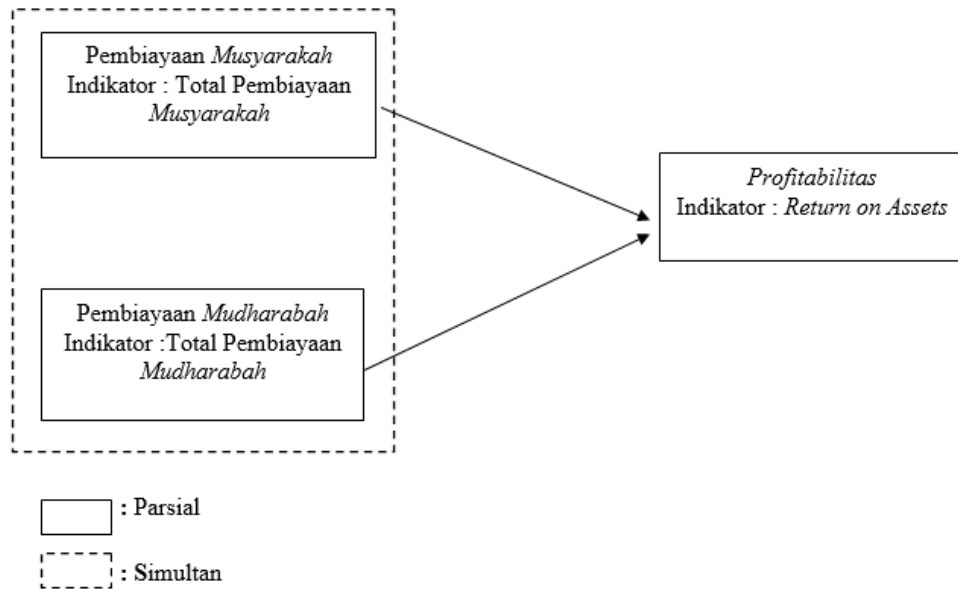 Pembiayaan Musyarakah
Indikator : Total Pembiayaan
Musyarakah
Profitabilitas
Indikator : Return on Assets
Pembiayaan Mudharabah
Indikator :Total Pembiayaan
Mudharabah
: Parsial
: Simultan